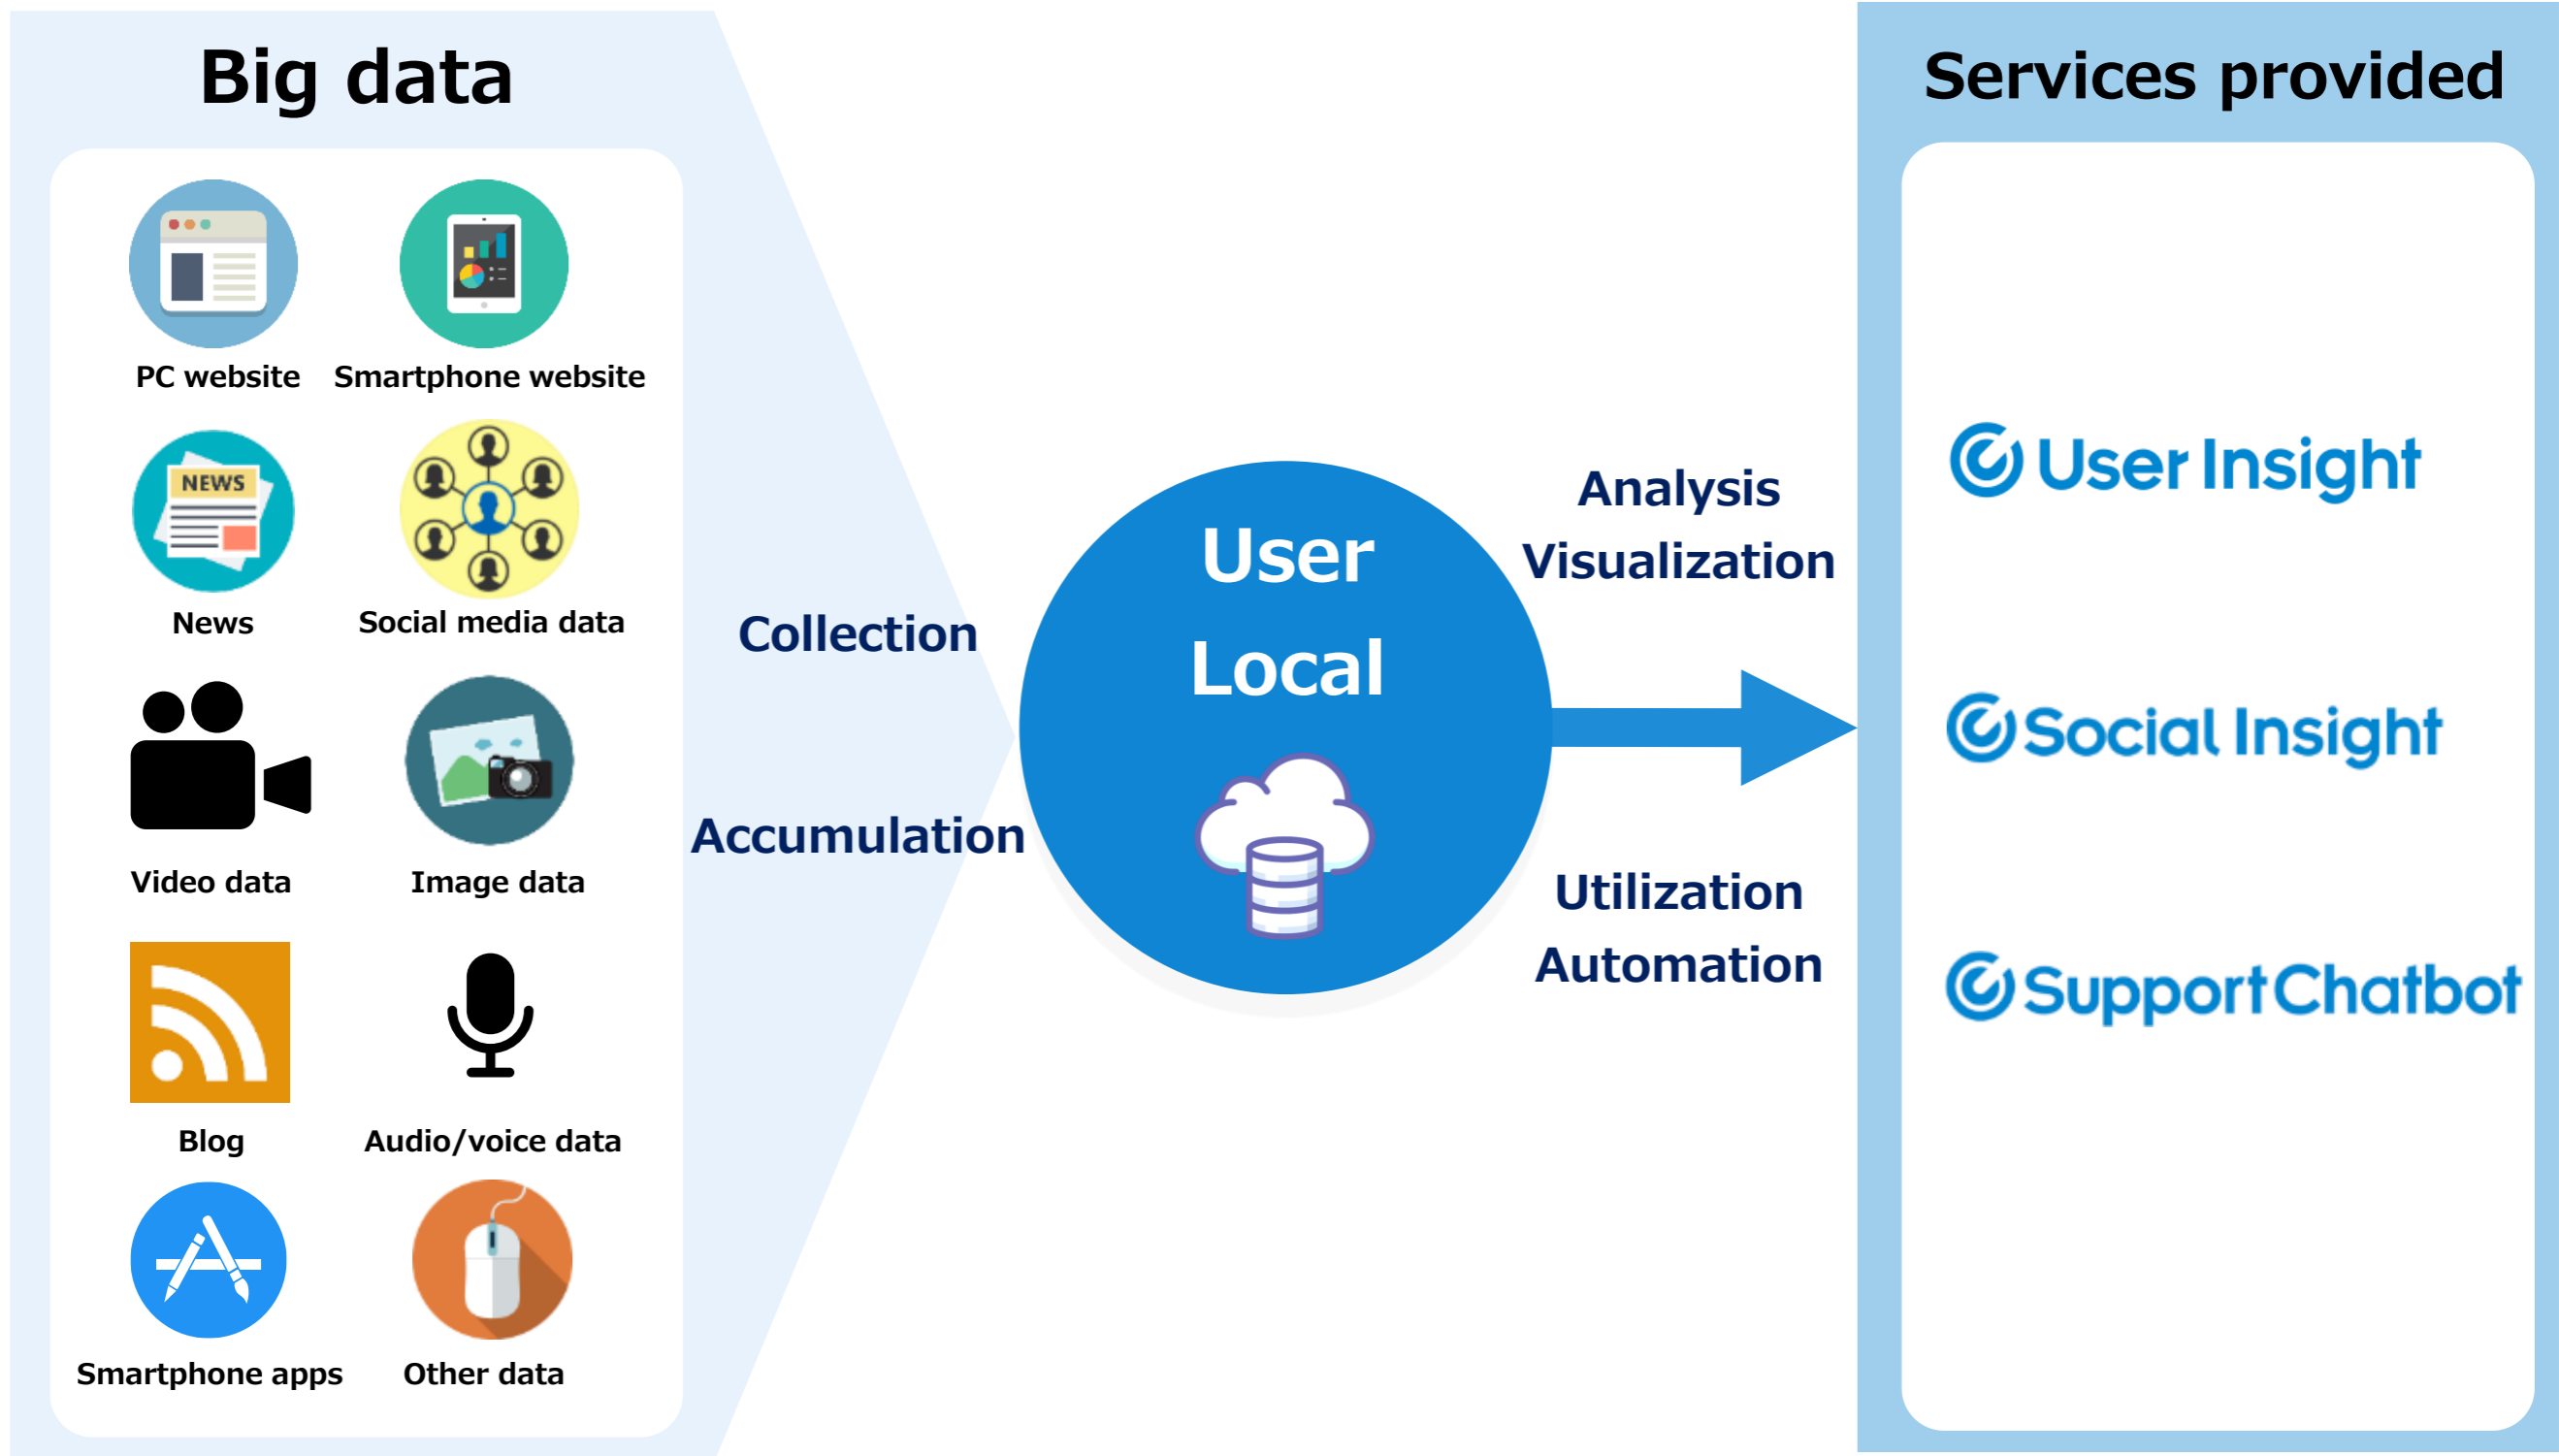 Big data
PC website
Smartphone website
NEWS
News
Social media data
Video data
Image data
Blog
Audio/voice data
Smartphone apps
Other data
Collection
Accumulation
User
Local
Analysis
Visualization
Utilization
Automation
Services provided
User Insight
Social Insight
Support Chatbot